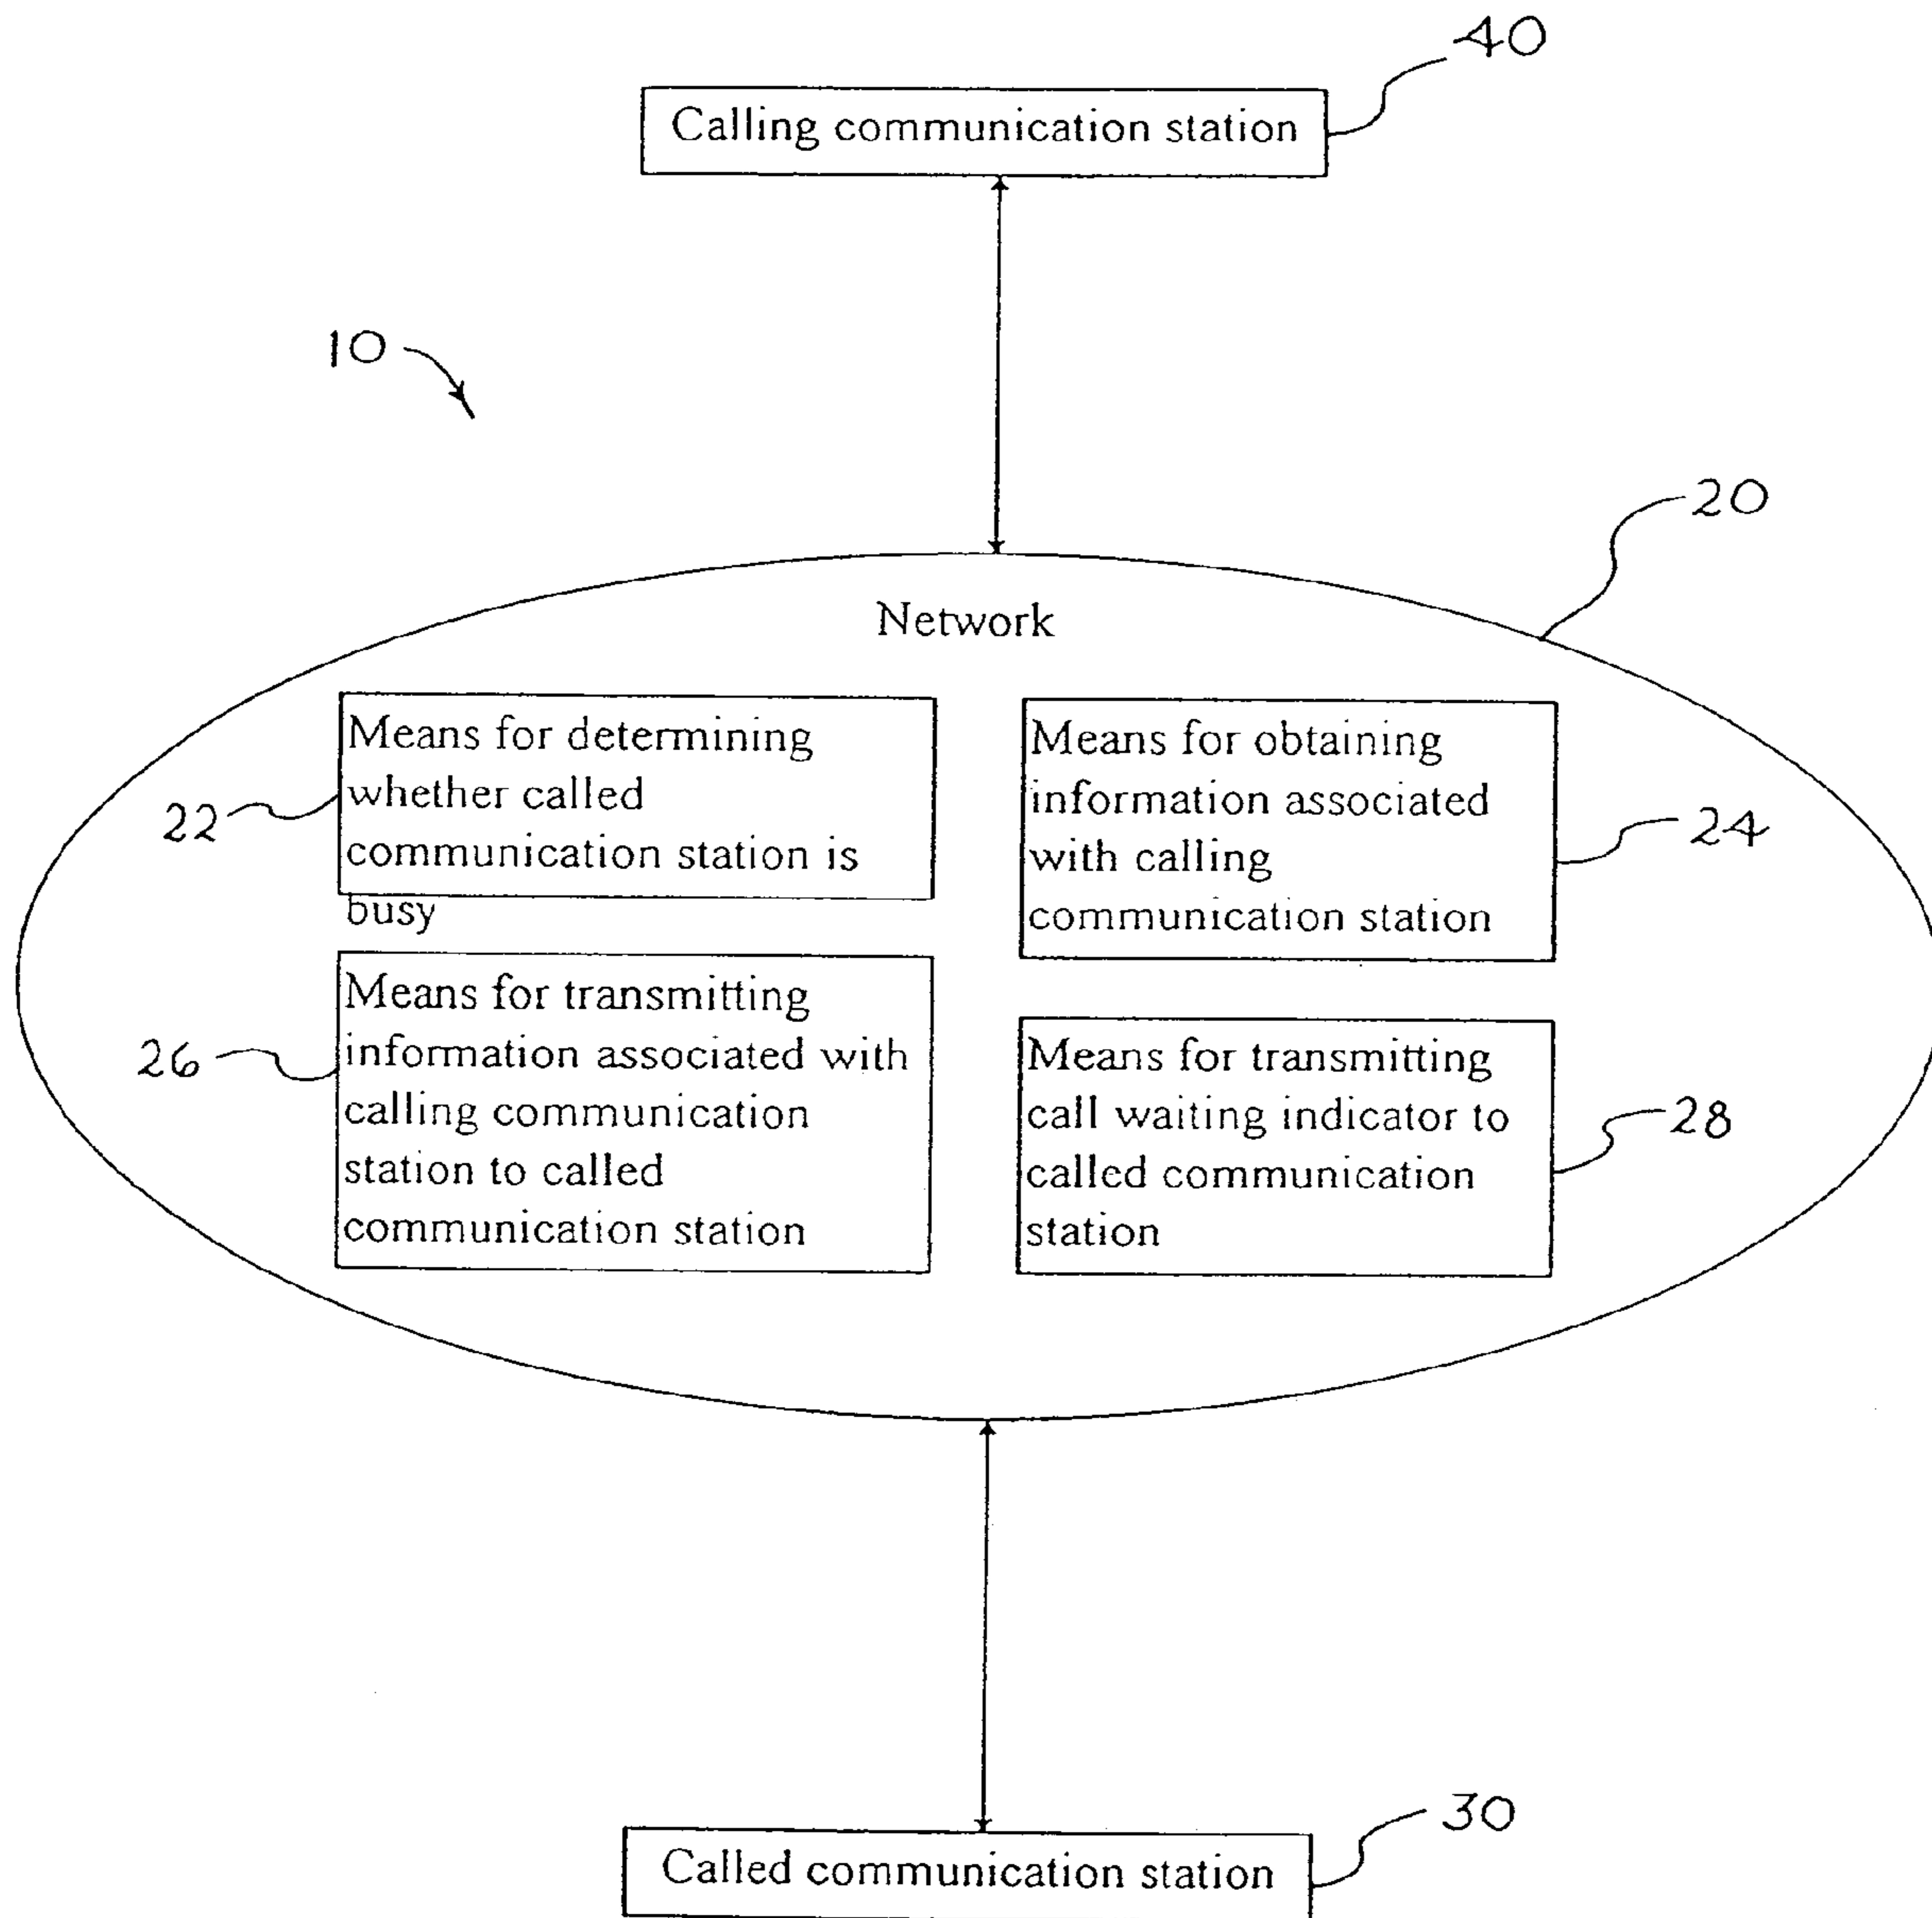 40
Calling communication station
10
20
Network
Means for determining
whether called
communication station is
busy
22
Means for obtaining
information associated
with calling
communication station
24
Means for transmitting
information associated with
calling communication
station to called
communication station
26
Means for transmitting
call waiting indicator to
called communication
station
28
30
Called communication station